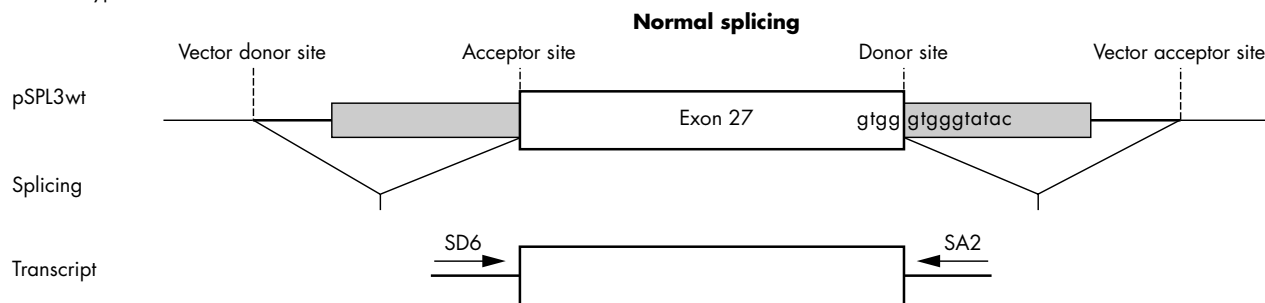 Normal splicing
Vector donor site Acceptor site Donor site Vector acceptor site
pSPL3wt
Exon 27 gtgg gtgggtatac
Splicing
SD6 SA2
Transcript